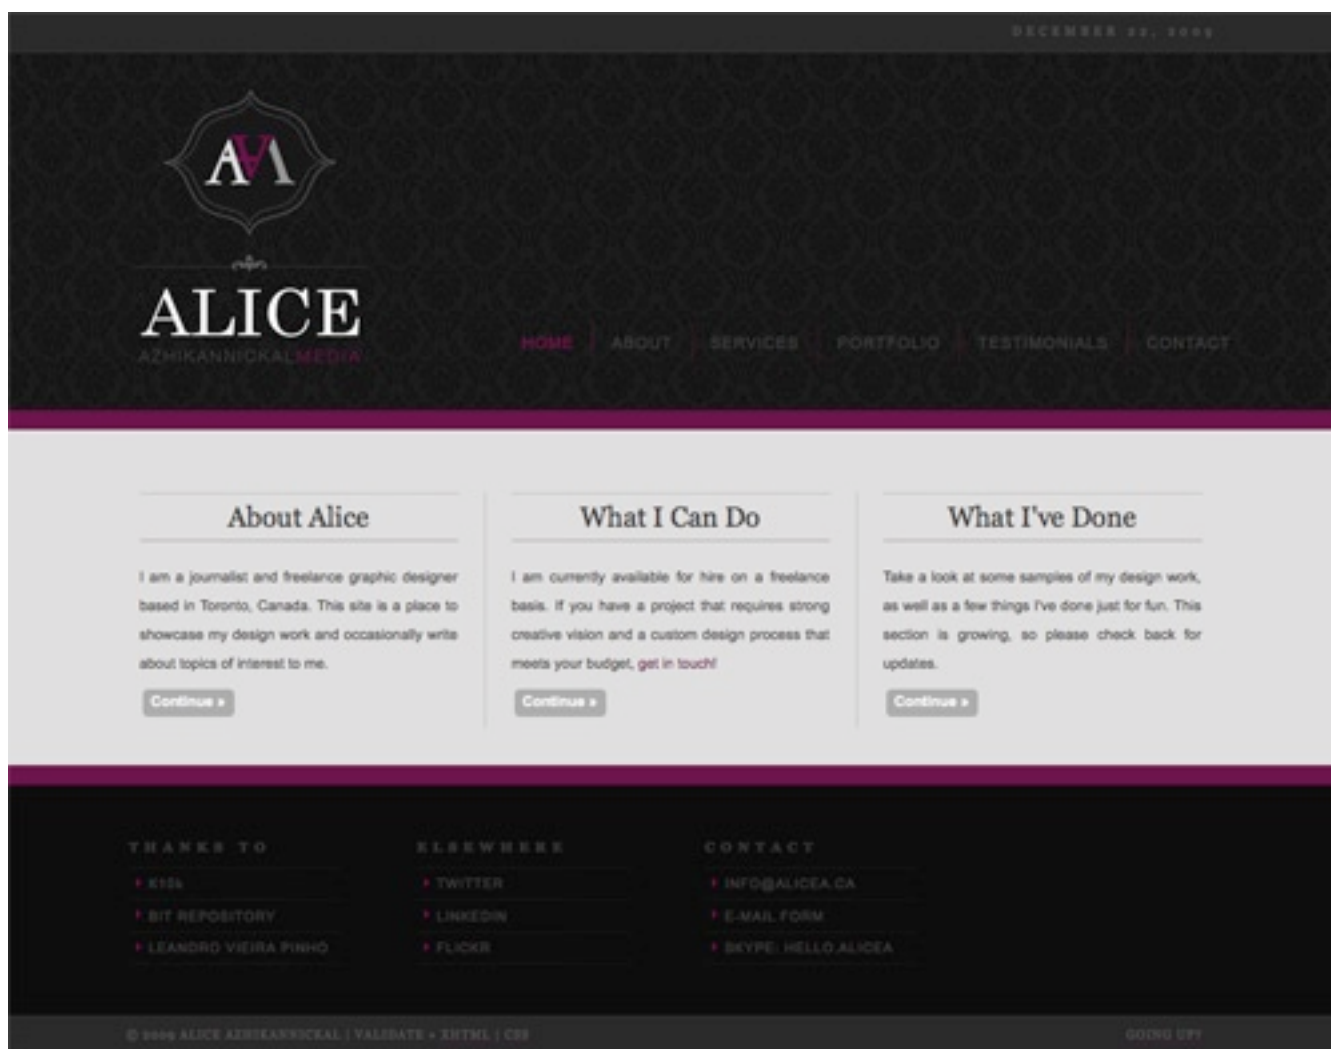 DECEMBER 22, 2009
ALICE
AZHIKANNICKALMEDIA
HOME ABOUT SERVICES PORTFOLIO TESTIMONIALS CONTACT
About Alice
I am a journalist and freelance graphic designer
based in Toronto, Canada. This site is a place to
showcase my design work and occasionally write
about topics of interest to me.
Continue »
What I Can Do
I am currently available for hire on a freelance
basis. If you have a project that requires strong
creative vision and a custom design process that
meets your budget, get in touch!
Continue »
What I've Done
Take a look at some samples of my design work,
as well as a few things I've done just for fun. This
section is growing, so please check back for
updates.
Continue »
THANKS TO
K10k
BIT REPOSITORY
LEANDRO VIEIRA PINHO
ELSEWHERE
TWITTER
LINKEDIN
FLICKR
CONTACT
INFO@ALICEA.CA
E-MAIL FORM
SKYPE: HELLO.ALICEA
© 2009 ALICE AZHIKANNICKAL | VALIDATE » XHTML | CSS
GOING UP?